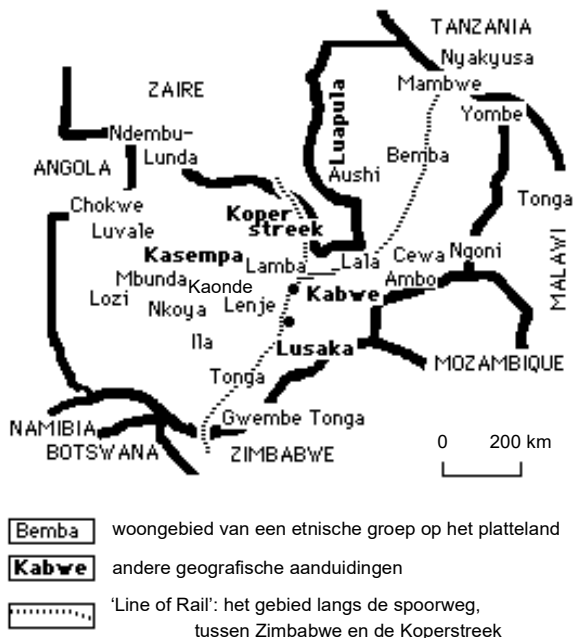 TANZANIA
Nyakyusa
ZAIRE
Mambwe
Luapula
Yombe
Ndembu-
Lunda
Bemba
ANGOLA
Aushi
Tonga
Chokwe
Koper
streek
Luvale
MALAWI
Kasempa
Lamba
Lala
Cewa
Ngoni
Mbunda
Kaonde
Ambo
Lozi
Nkoya
Lenje
Kabwe
Ila
Lusaka
MOZAMBIQUE
Tonga
Gwembe Tonga
NAMIBIA
BOTSWANA
ZIMBABWE
0 200 km
Bemba woongebied van een etnische groep op het platteland
Kabwe andere geografische aanduidingen
‘Line of Rail’: het gebied langs de spoorweg,
tussen Zimbabwe en de Koperstreek